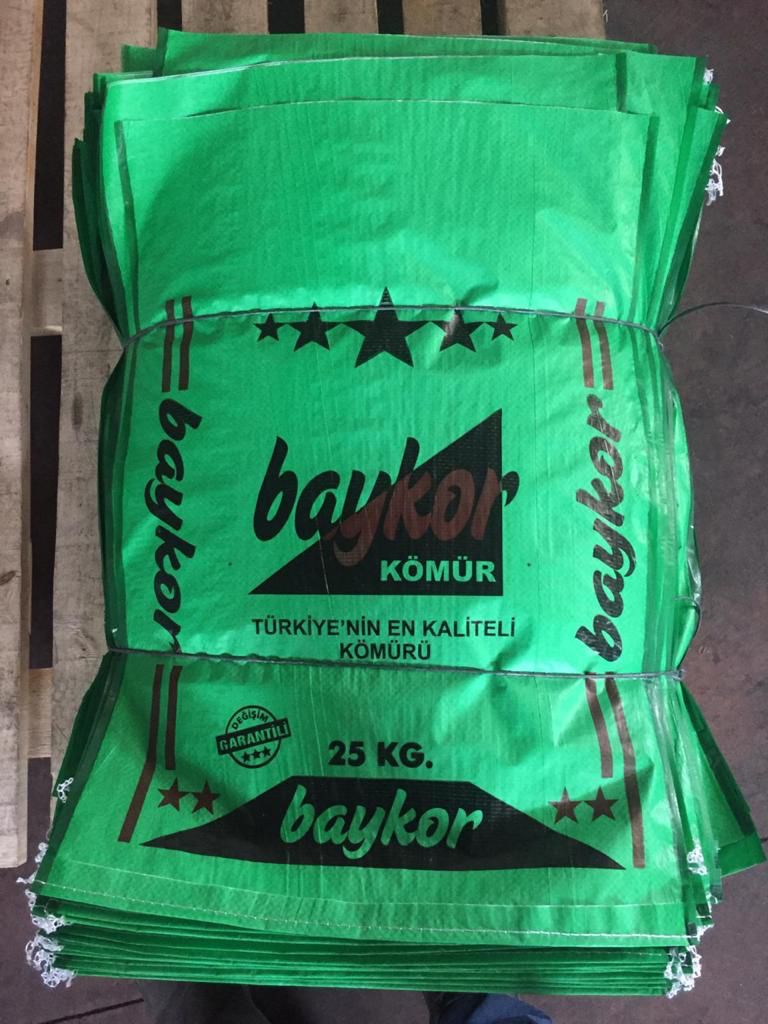 baykor
baykor
baykor
KÖMÜR
TÜRKİYE'NİN EN KALİTELİ
KÖMÜRÜ
DEĞİŞİM
GARANTİLİ
25 KG.
baykor